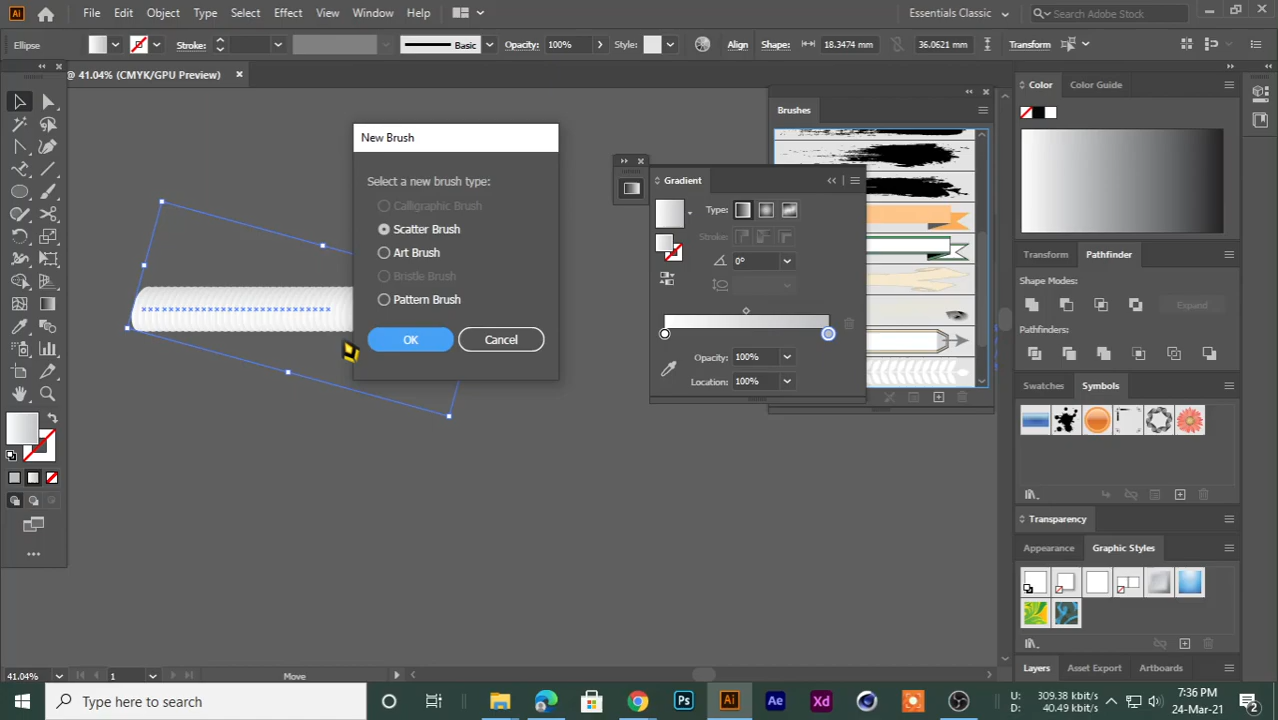 Ai File Edit Object Type Select Effect View Window Help Essentials Classic Search Adobe Stock
Ellipse Stroke: Basic Opacity: 100% Style: Align Shape: 18.3474 mm 36.0621 mm Transform
@ 41.04% (CMYK/GPU Preview)
Color Color Guide
Brushes
New Brush
Select a new brush type:
Calligraphic Brush
Scatter Brush
Art Brush
Bristle Brush
Pattern Brush
OK Cancel
Gradient
Type:
Stroke:
0°
Opacity: 100%
Location: 100%
Transform Pathfinder
Shape Modes:
Expand
Pathfinders:
Swatches Symbols
Transparency
Appearance Graphic Styles
Layers Asset Export Artboards
41.04% 1 Move
Type here to search
Ps Ai Ae Xd
U: 309.38 kbit/s
D: 40.49 kbit/s
7:36 PM
24-Mar-21
2